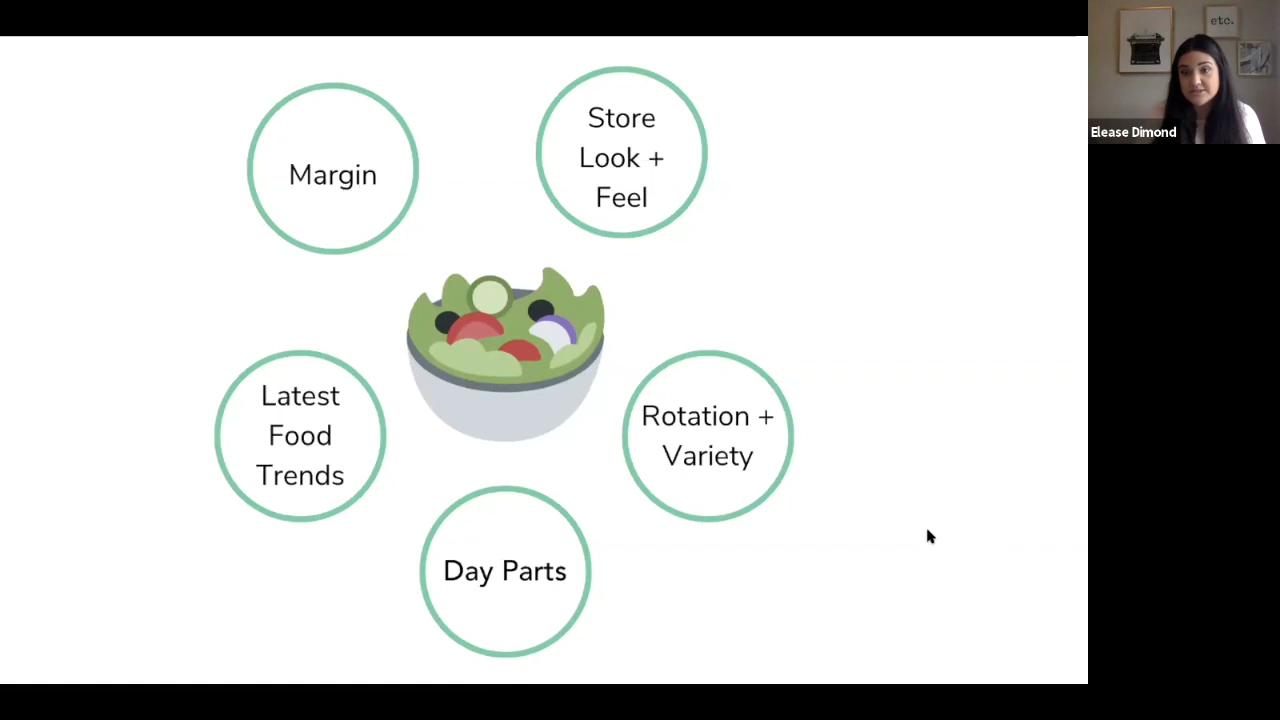 Margin
Store
Look +
Feel
Latest
Food
Trends
Rotation +
Variety
Day Parts
etc.
Elease Dimond